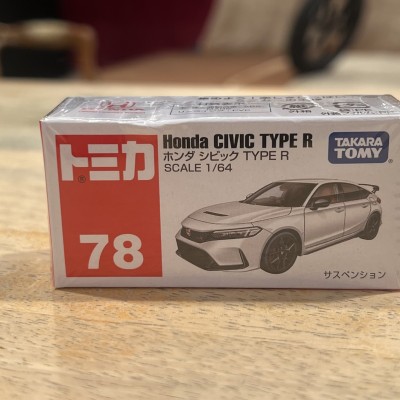 トミカ
®
78
Honda CIVIC TYPE R
ホンダ シビック TYPE R
SCALE 1/64
TAKARA
TOMY
®
サスペンション